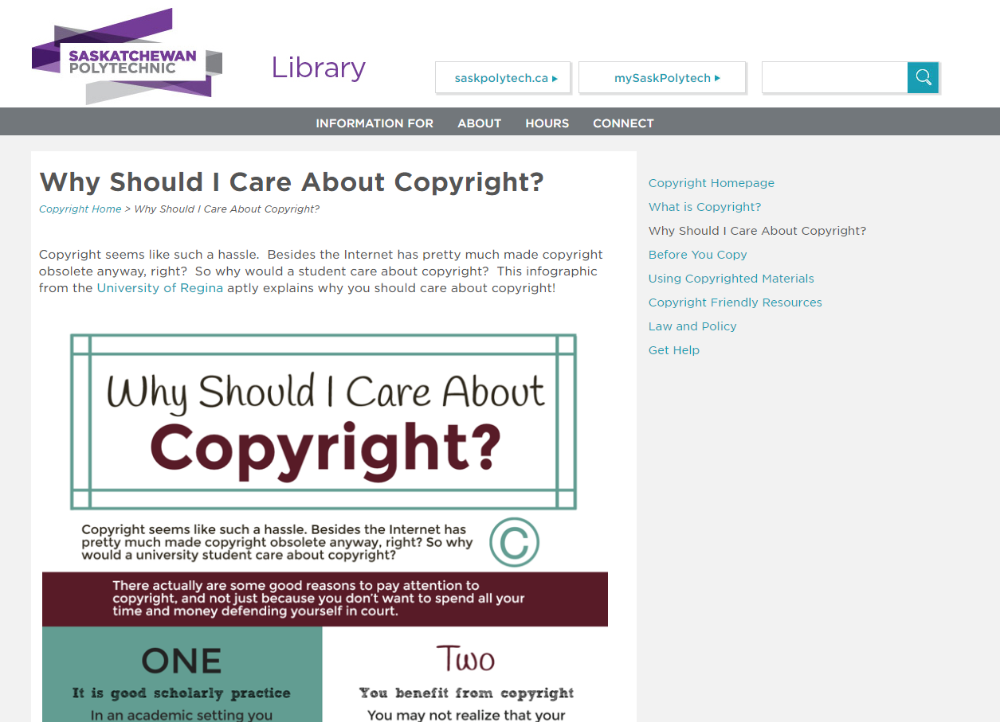 SASKATCHEWAN
POLYTECHNIC
Library
saskpolytech.ca
mySaskPolytech
INFORMATION FOR ABOUT HOURS CONNECT
Why Should I Care About Copyright?
Copyright Home > Why Should I Care About Copyright?
Copyright seems like such a hassle.  Besides the Internet has pretty much made copyright
obsolete anyway, right?  So why would a student care about copyright?  This infographic
from the University of Regina aptly explains why you should care about copyright!
Why Should I Care About
Copyright?
Copyright seems like such a hassle. Besides the Internet has
pretty much made copyright obsolete anyway, right? So why
would a university student care about copyright?
©
There actually are some good reasons to pay attention to
copyright, and not just because you don't want to spend all your
time and money defending yourself in court.
ONE
It is good scholarly practice
In an academic setting you
Two
You benefit from copyright
You may not realize that your
Copyright Homepage
What is Copyright?
Why Should I Care About Copyright?
Before You Copy
Using Copyrighted Materials
Copyright Friendly Resources
Law and Policy
Get Help